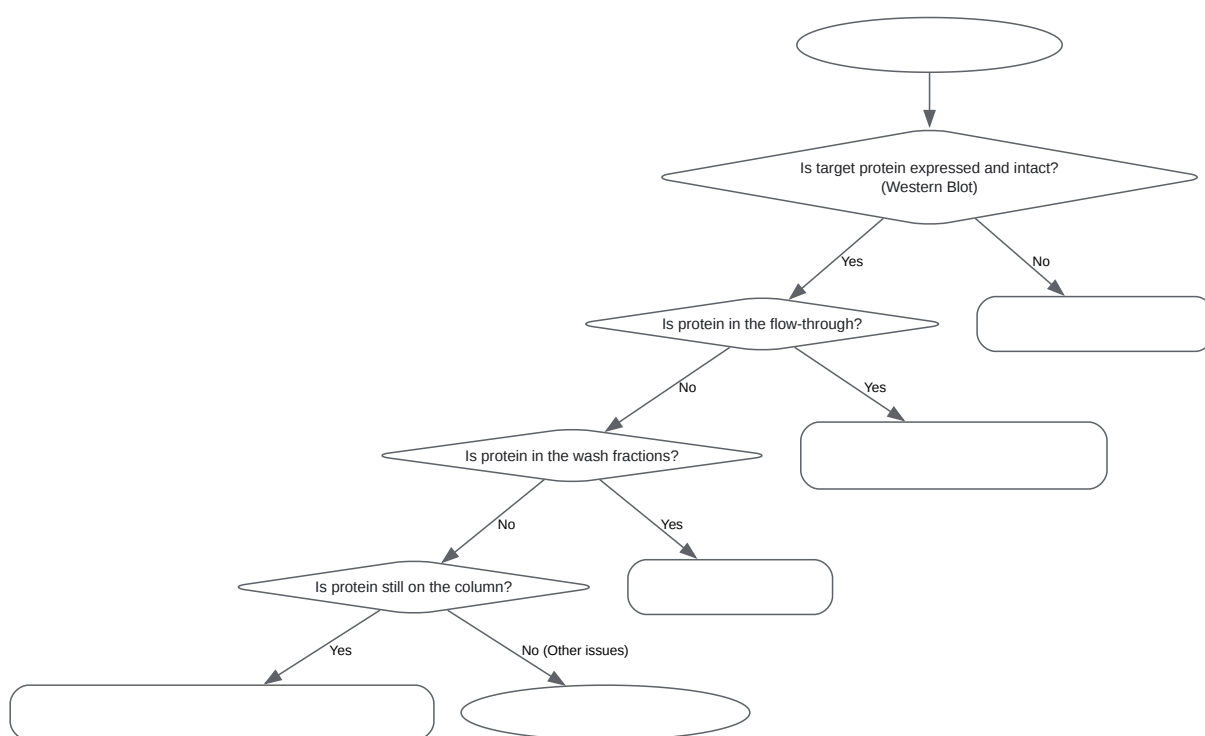 Is target protein expressed and intact?
(Western Blot)
Yes
No
Is protein in the flow-through?
No
Yes
Is protein in the wash fractions?
No
Yes
Is protein still on the column?
Yes
No (Other issues)